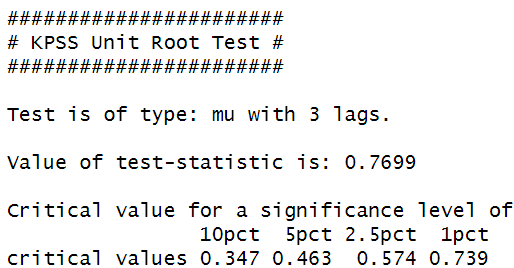 #######################
# KPSS Unit Root Test #
#######################
Test is of type: mu with 3 lags.
Value of test-statistic is: 0.7699
Critical value for a significance level of
10pct 5pct 2.5pct 1pct
critical values 0.347 0.463 0.574 0.739